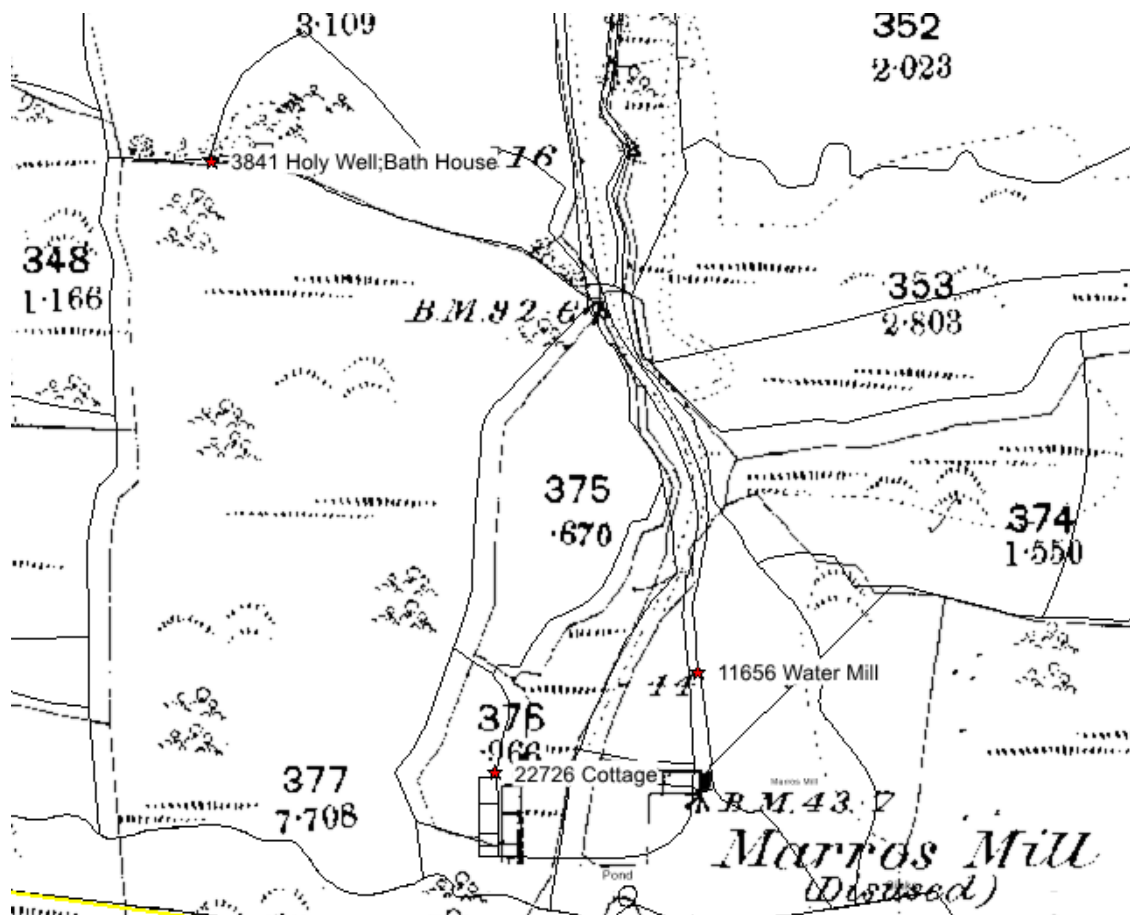 3·109
352
2·023
3841 Holy Well;Bath House
16
348
1·166
353
2·803
B.M.92.6
375
·670
374
1·550
11656 Water Mill
44
376
·966
22726 Cottage
377
7·708
Marros Mill
B.M.43.7
Marros Mill
(Disused)
Pond